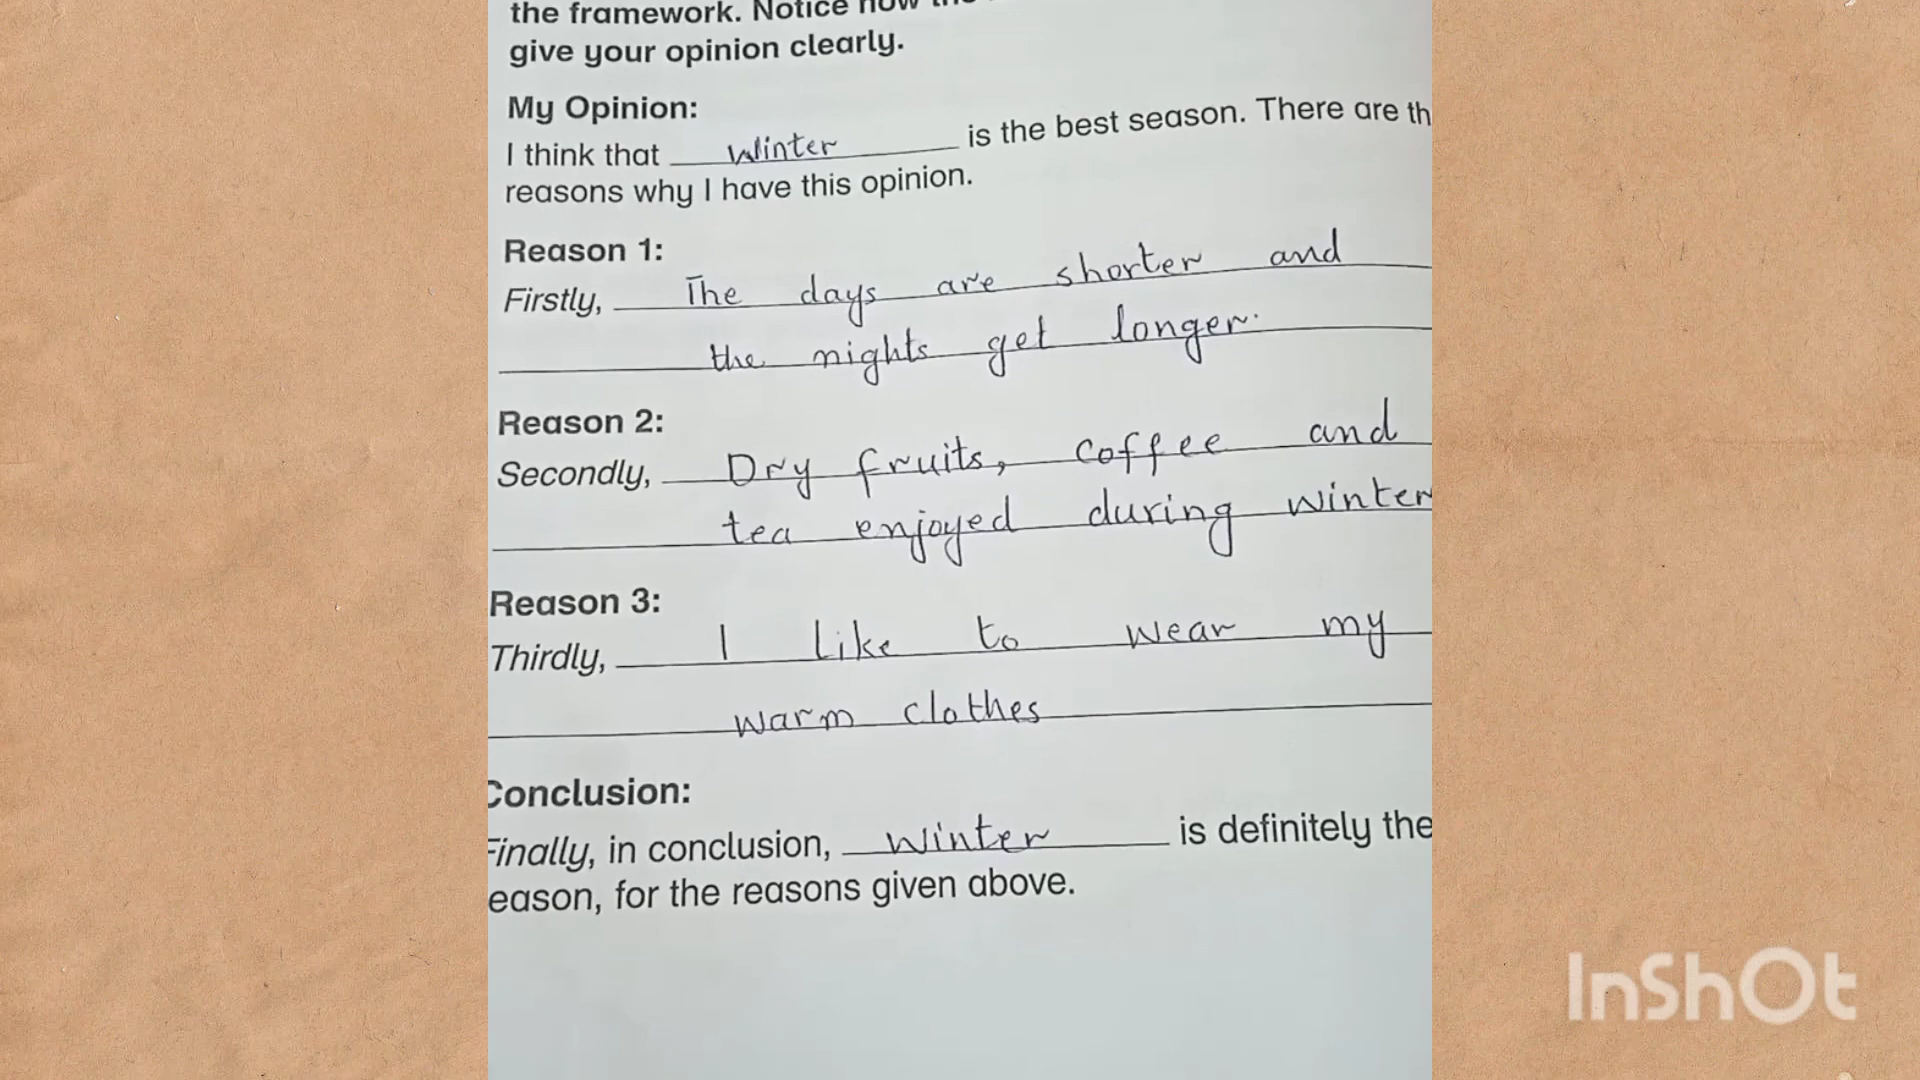 the framework. Notice how
give your opinion clearly.
My Opinion:
I think that Winter is the best season. There are th
reasons why I have this opinion.
Reason 1:
Firstly, The days are shorter and
the nights get longer.
Reason 2:
Secondly, Dry fruits, coffee and
tea enjoyed during winter
Reason 3:
Thirdly, I like to wear my
warm clothes
Conclusion:
Finally, in conclusion, Winter is definitely the
eason, for the reasons given above.
InShOt